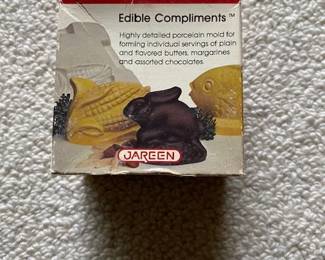 Edible Compliments™
Highly detailed porcelain mold for
forming individual servings of plain
and flavored butters, margarines
and assorted chocolates.
JAREEN